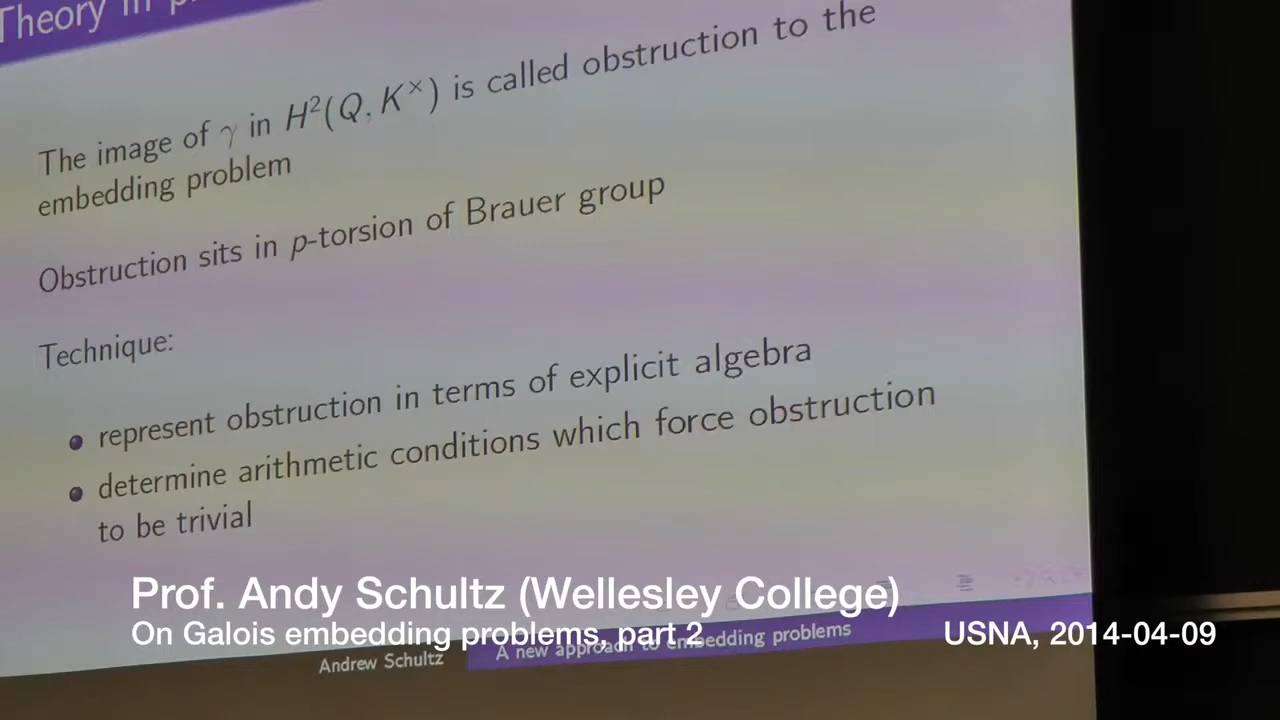 Theory in
The image of γ in H²(Q, K×) is called obstruction to the
embedding problem
Obstruction sits in p-torsion of Brauer group
Technique:
represent obstruction in terms of explicit algebra
determine arithmetic conditions which force obstruction
to be trivial
Prof. Andy Schultz (Wellesley College)
On Galois embedding problems, part 2
USNA, 2014-04-09
Andrew Schultz
A new approach to embedding problems